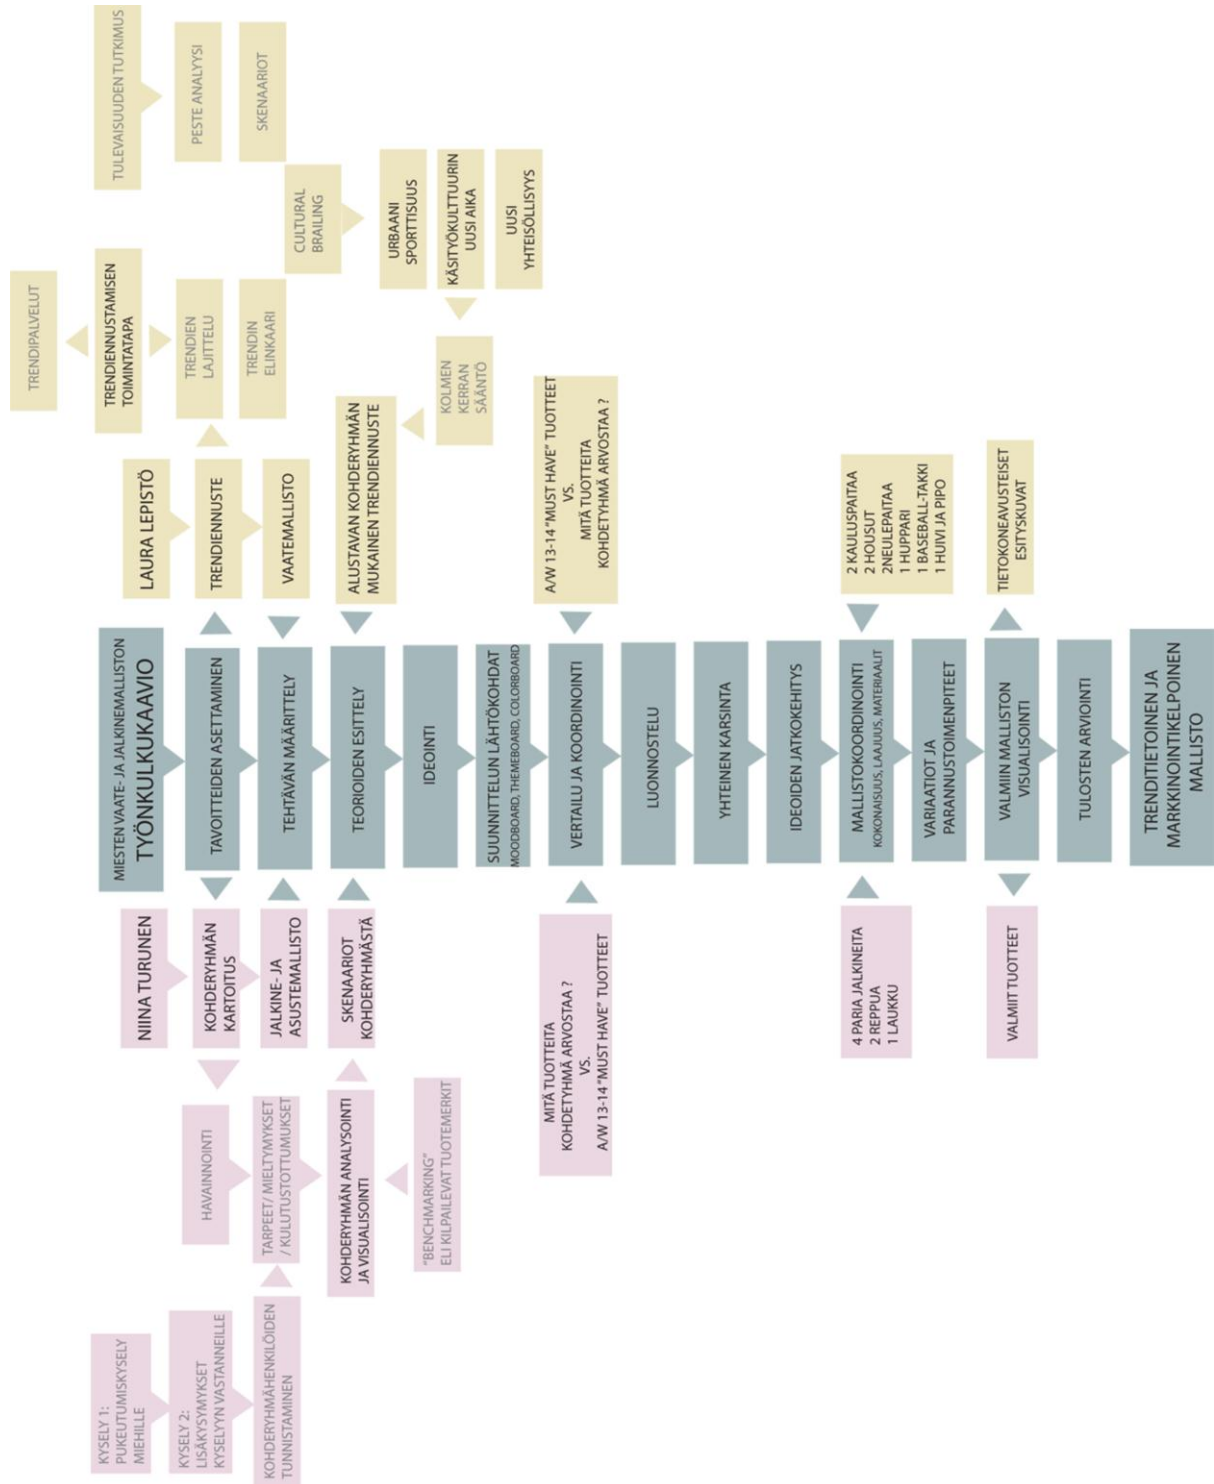 KYSELY 1:
PUKEUTUMISKYSELY
MIEHILLE
KYSELY 2:
LISÄKYSYMYKSET
KYSELYYN VASTANNEILLE
KOHDERYHMÄHENKILÖIDEN
TUNNISTAMINEN
HAVAINNOINTI
TARPEET/ MIELTYMYKSET
/ KULUTUSTOTTUMUKSET
KOHDERYHMÄN ANALYSOINTI
JA VISUALISOINTI
"BENCHMARKING"
ELI KILPAILEVAT TUOTEMERKIT
NIINA TURUNEN
KOHDERYHMÄN
KARTOITUS
JALKINE- JA
ASUSTEMALLISTO
SKENAARIOT
KOHDERYHMÄSTÄ
MITÄ TUOTTEITA
KOHDETYHMÄ ARVOSTAA ?
VS.
A/W 13-14 "MUST HAVE" TUOTTEET
4 PARIA JALKINEITA
2 REPPUA
1 LAUKKU
VALMIIT TUOTTEET
MIESTEN VAATE- JA JALKINEMALLISTON
TYÖNKULKUKAAVIO
TAVOITTEIDEN ASETTAMINEN
TEHTÄVÄN MÄÄRITTELY
TEORIOIDEN ESITTELY
IDEOINTI
SUUNNITTELUN LÄHTÖKOHDAT
MOODBOARD, THEMEBOARD, COLORBOARD
VERTAILU JA KOORDINOINTI
LUONNOSTELU
YHTEINEN KARSINTA
IDEOIDEN JATKOKEHITYS
MALLISTOKOORDINOINTI
KOKONAISUUS, LAAJUUS, MATERIAALIT
VARIAATIOT JA
PARANNUSTOIMENPITEET
VALMIIN MALLISTON
VISUALISOINTI
TULOSTEN ARVIOINTI
TRENDITIETOINEN JA
MARKKINOINTIKELPOINEN
MALLISTO
LAURA LEPISTÖ
TRENDIENNUSTE
VAATEMALLISTO
ALUSTAVAN KOHDERYHMÄN
MUKAINEN TRENDIENNUSTE
A/W 13-14 "MUST HAVE" TUOTTEET
VS.
MITÄ TUOTTEITA
KOHDETYHMÄ ARVOSTAA ?
2 KAULUSPAITAA
2 HOUSUT
2NEULEPAITAA
1 HUPPARI
1 BASEBALL-TAKKI
1 HUIVI JA PIPO
TIETOKONEAVUSTEISET
ESITYSKUVAT
TRENDIPALVELUT
TRENDIENNUSTAMISEN
TOIMINTATAPA
TRENDIEN
LAJITTELU
TRENDIN
ELINKAARI
KOLMEN
KERRAN
SÄÄNTÖ
TULEVAISUUDEN TUTKIMUS
PESTE ANALYYSI
SKENAARIOT
CULTURAL
BRAILING
URBAANI
SPORTTISUUS
KÄSITYÖKULTTUURIN
UUSI AIKA
UUSI
YHTEISÖLLISYYS